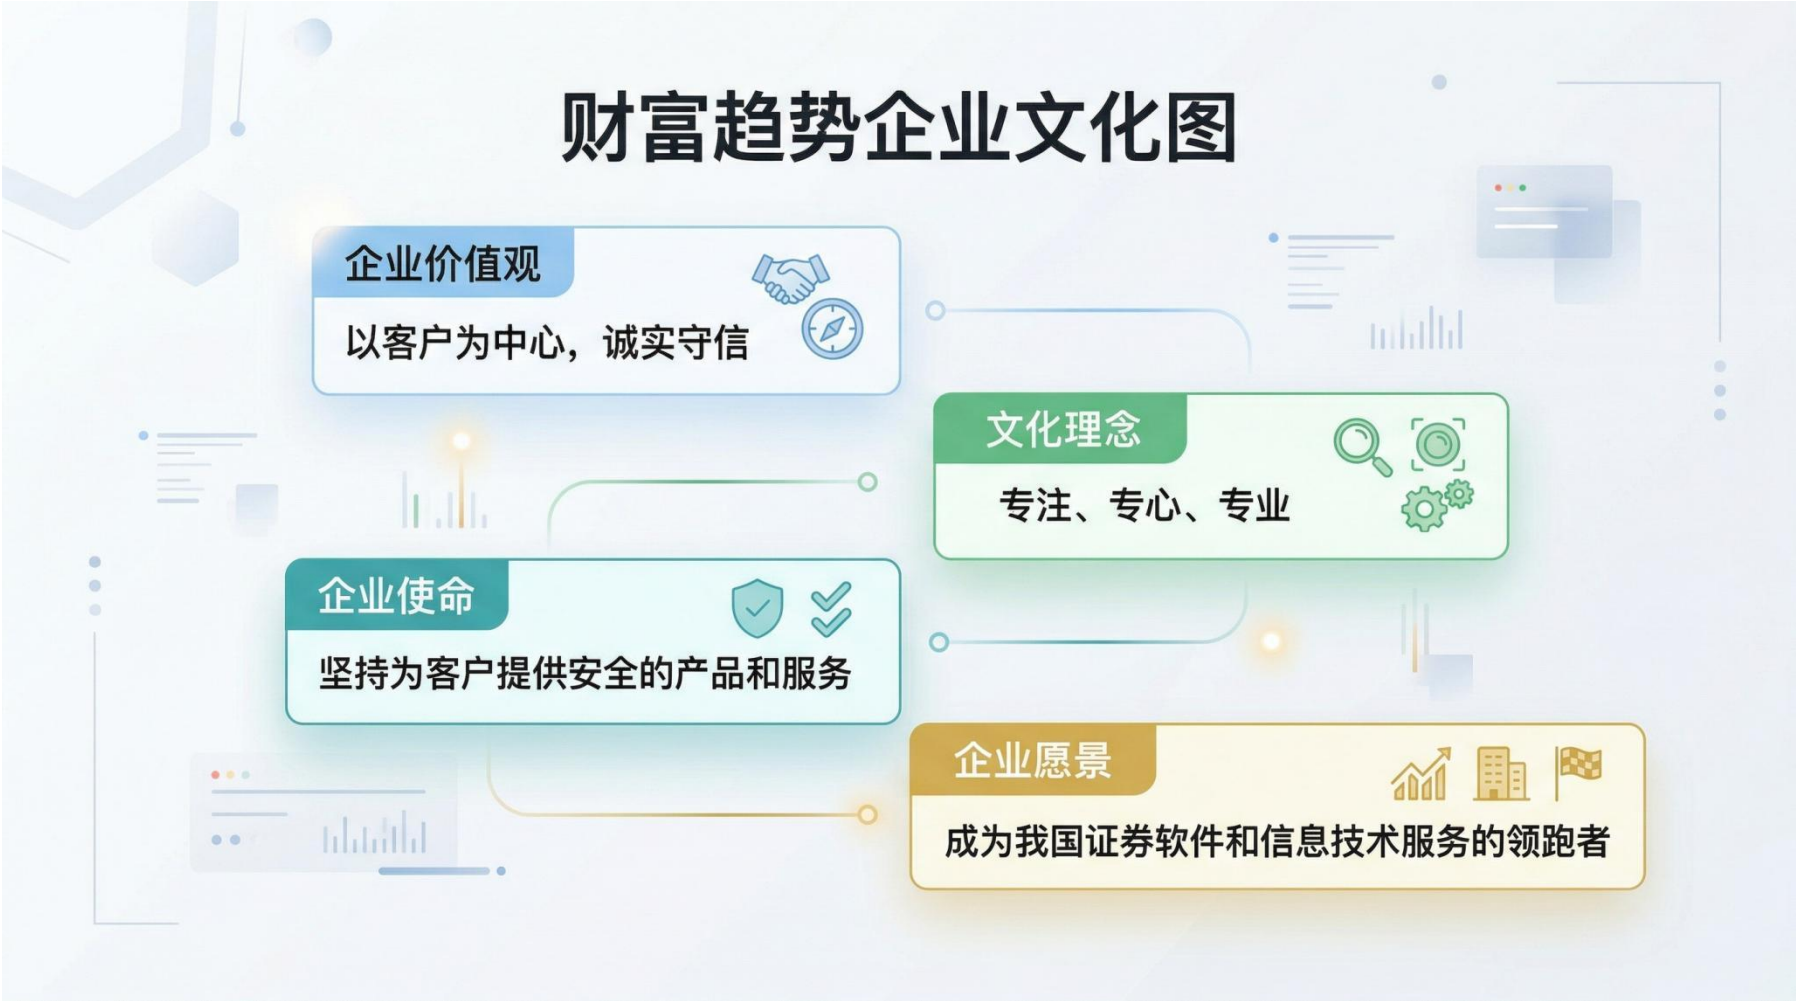 财富趋势企业文化图
企业价值观
以客户为中心，诚实守信
文化理念
专注、专心、专业
企业使命
坚持为客户提供安全的产品和服务
企业愿景
成为我国证券软件和信息技术服务的领跑者